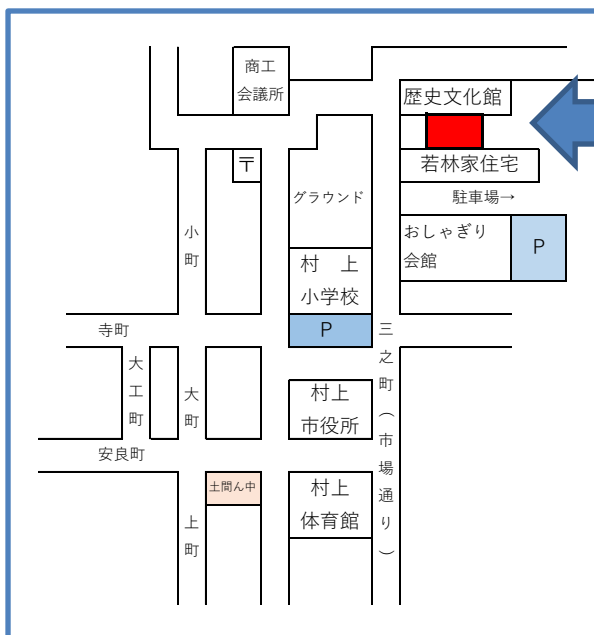 商工
会議所
歴史文化館
〒
若林家住宅
グラウンド
駐車場→
小町
おしゃぎり
会館
P
村 上
小学校
P
寺町
三之町(市場通り)
大工町
大町
村上
市役所
安良町
土間ん中
村上
体育館
上町